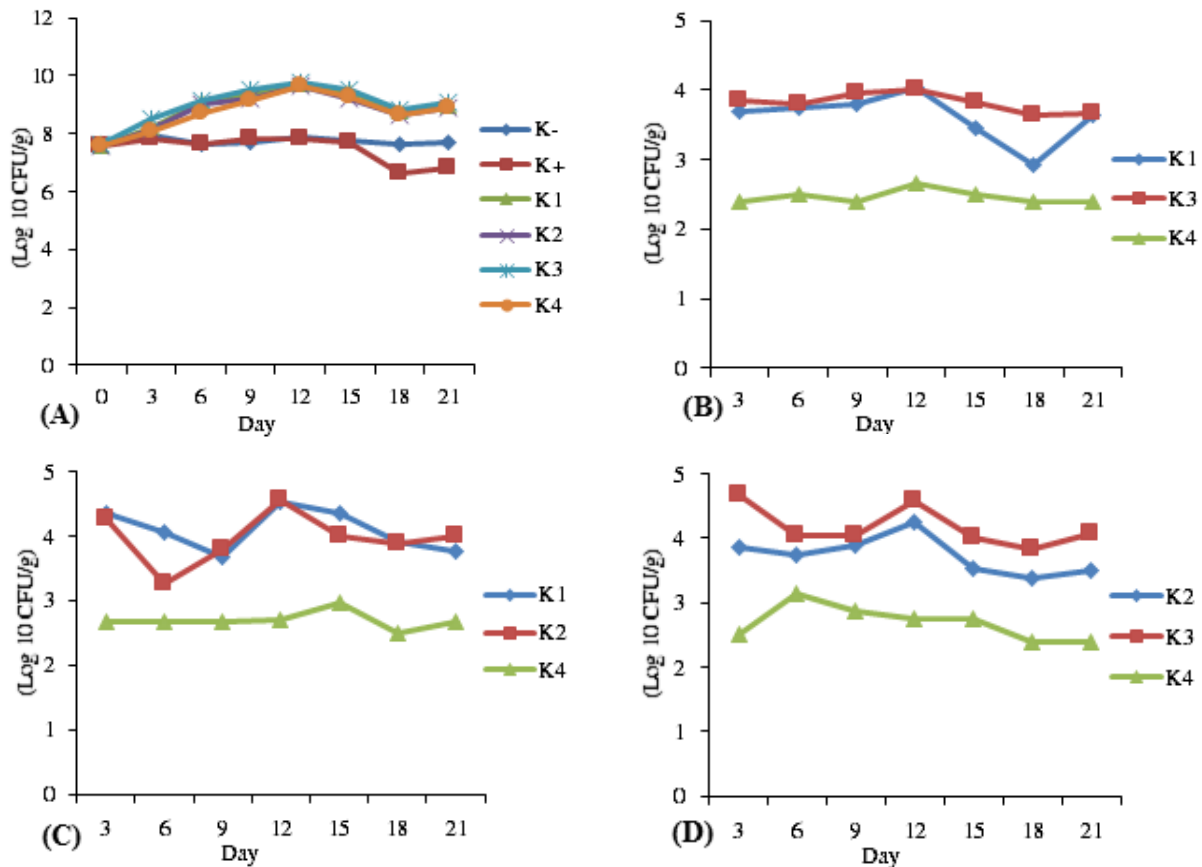 12
10
8
6
4
2
0
(Log 10 CFU/g)
0 3 6 9 12 15 18 21
Day
(A)
K-
K+
K1
K2
K3
K4
5
4
3
2
1
0
(Log 10 CFU/g)
3 6 9 12 15 18 21
Day
(B)
K1
K3
K4
5
4
3
2
1
0
(Log 10 CFU/g)
3 6 9 12 15 18 21
Day
(C)
K1
K2
K4
5
4
3
2
1
0
(Log 10 CFU/g)
3 6 9 12 15 18 21
Day
(D)
K2
K3
K4